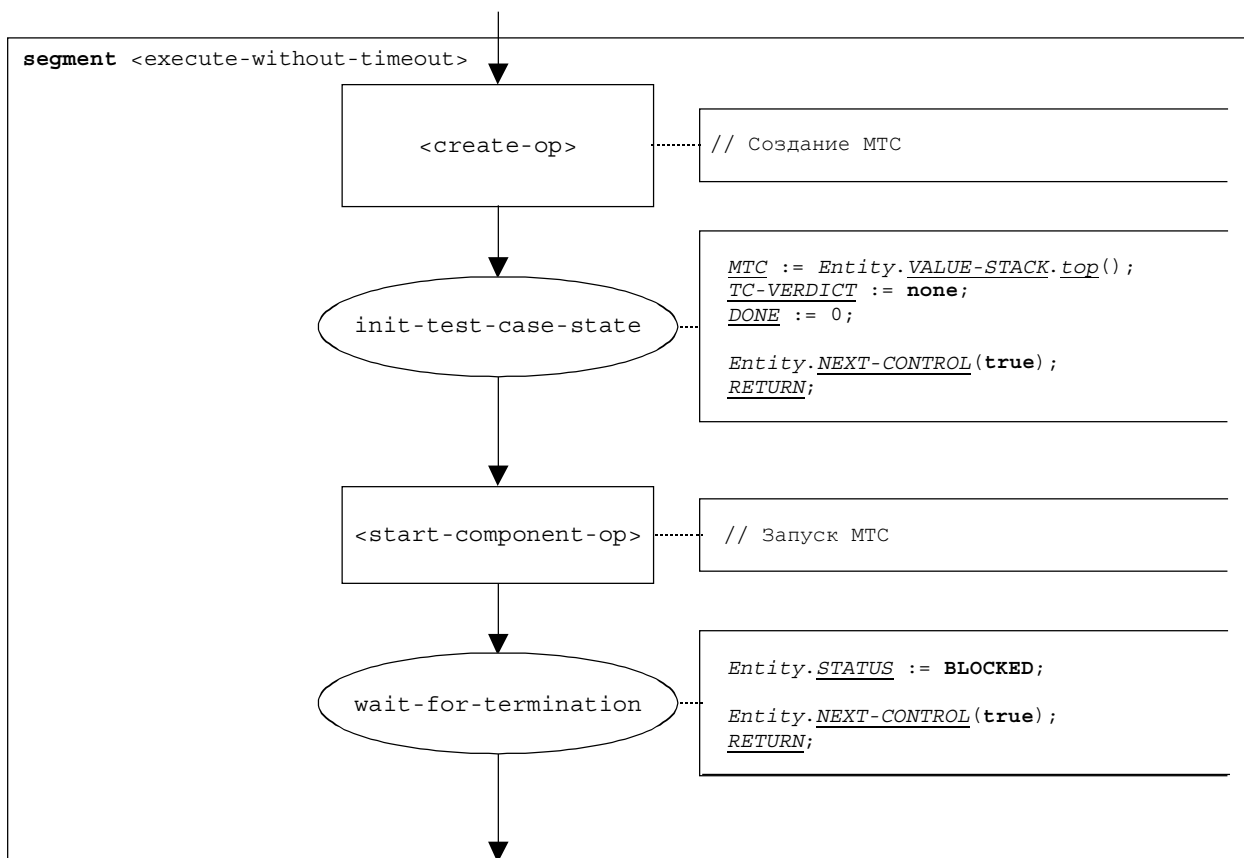 segment <execute-without-timeout>
<create-op>
// Создание MTC
init-test-case-state
MTC := Entity.VALUE-STACK.top();
TC-VERDICT := none;
DONE := 0;
Entity.NEXT-CONTROL(true);
RETURN;
<start-component-op>
// Запуск MTC
wait-for-termination
Entity.STATUS := BLOCKED;
Entity.NEXT-CONTROL(true);
RETURN;